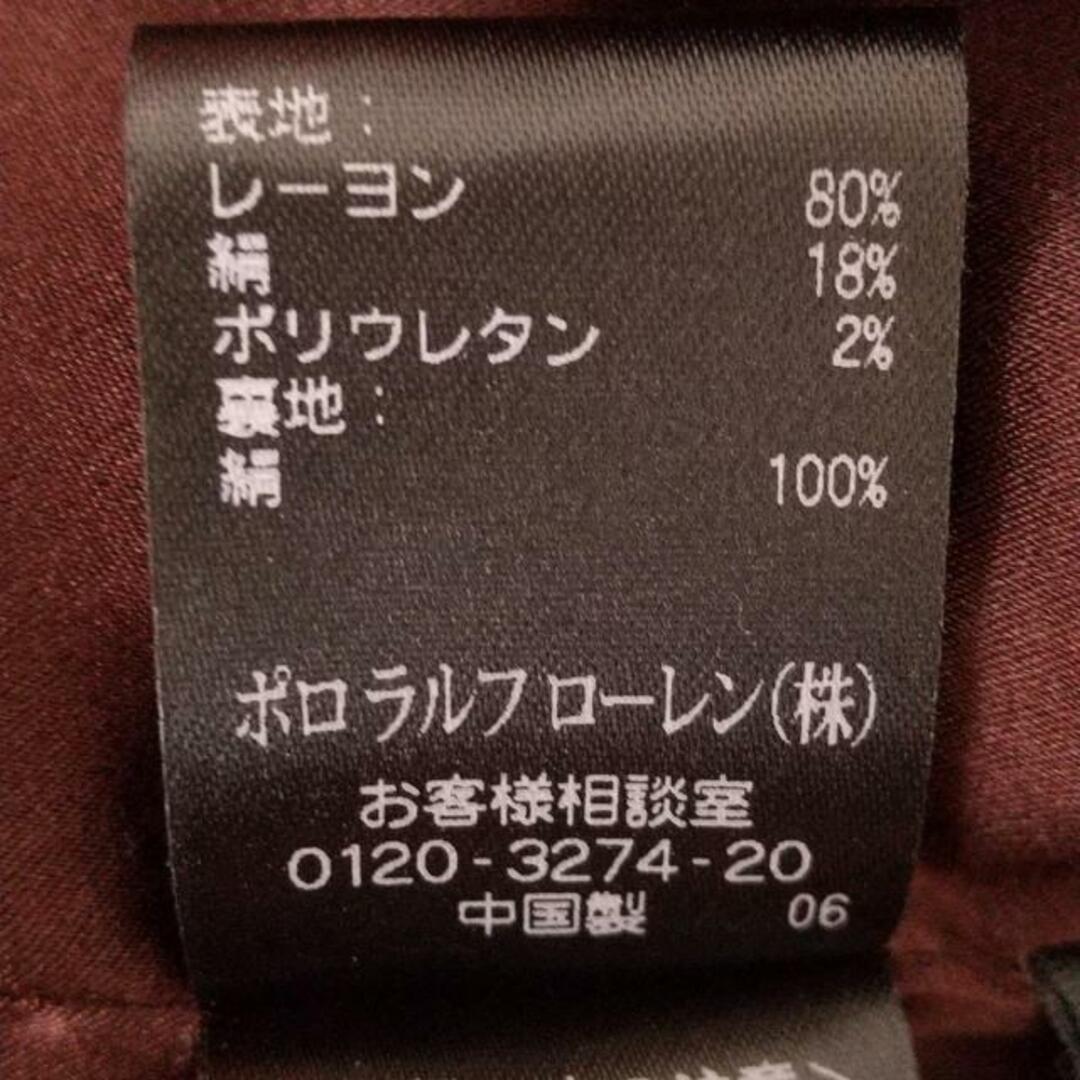 表地:
レーヨン 80%
絹 18%
ポリウレタン 2%
裏地:
絹 100%
ポロ ラルフ ローレン(株)
お客様相談室
0120-3274-20
中国製 06